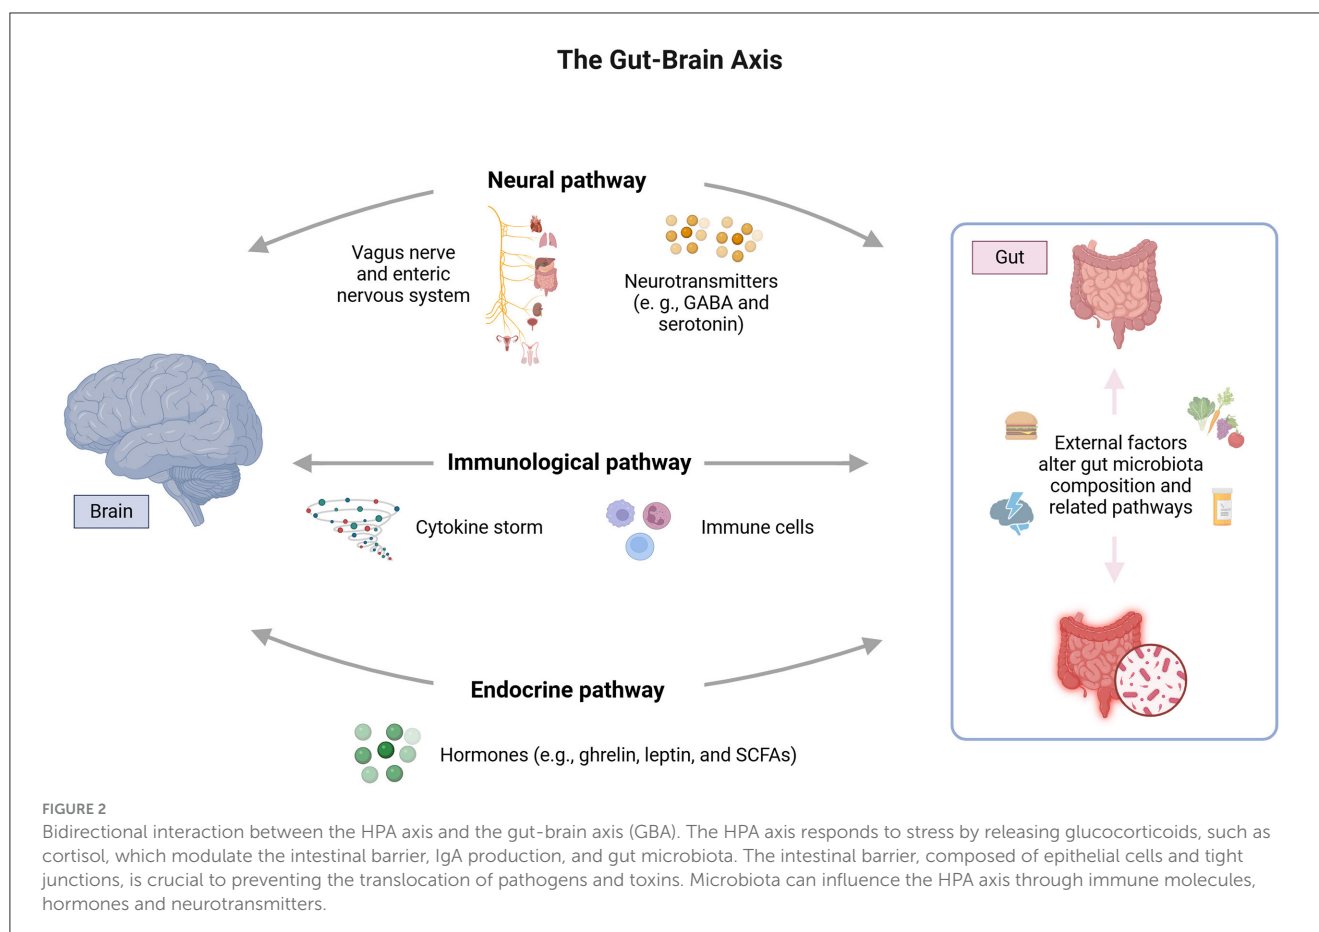 The Gut-Brain Axis
Neural pathway
Vagus nerve
and enteric
nervous system
Neurotransmitters
(e. g., GABA and
serotonin)
Gut
External factors
alter gut microbiota
composition and
related pathways
Brain
Immunological pathway
Cytokine storm
Immune cells
Endocrine pathway
Hormones (e.g., ghrelin, leptin, and SCFAs)
FIGURE 2
Bidirectional interaction between the HPA axis and the gut-brain axis (GBA). The HPA axis responds to stress by releasing glucocorticoids, such as
cortisol, which modulate the intestinal barrier, IgA production, and gut microbiota. The intestinal barrier, composed of epithelial cells and tight
junctions, is crucial to preventing the translocation of pathogens and toxins. Microbiota can influence the HPA axis through immune molecules,
hormones and neurotransmitters.